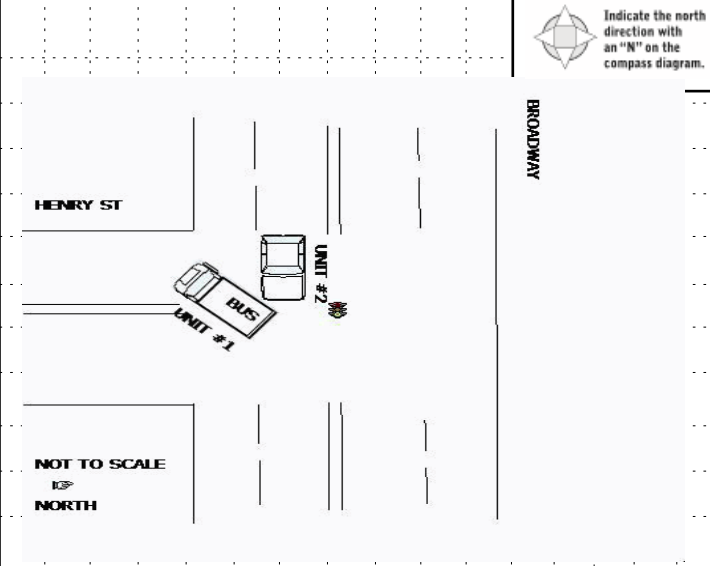 Indicate the north
direction with
an "N" on the
compass diagram.
BROADWAY
HENRY ST
UNIT #2
BUS
UNIT #1
NOT TO SCALE
NORTH